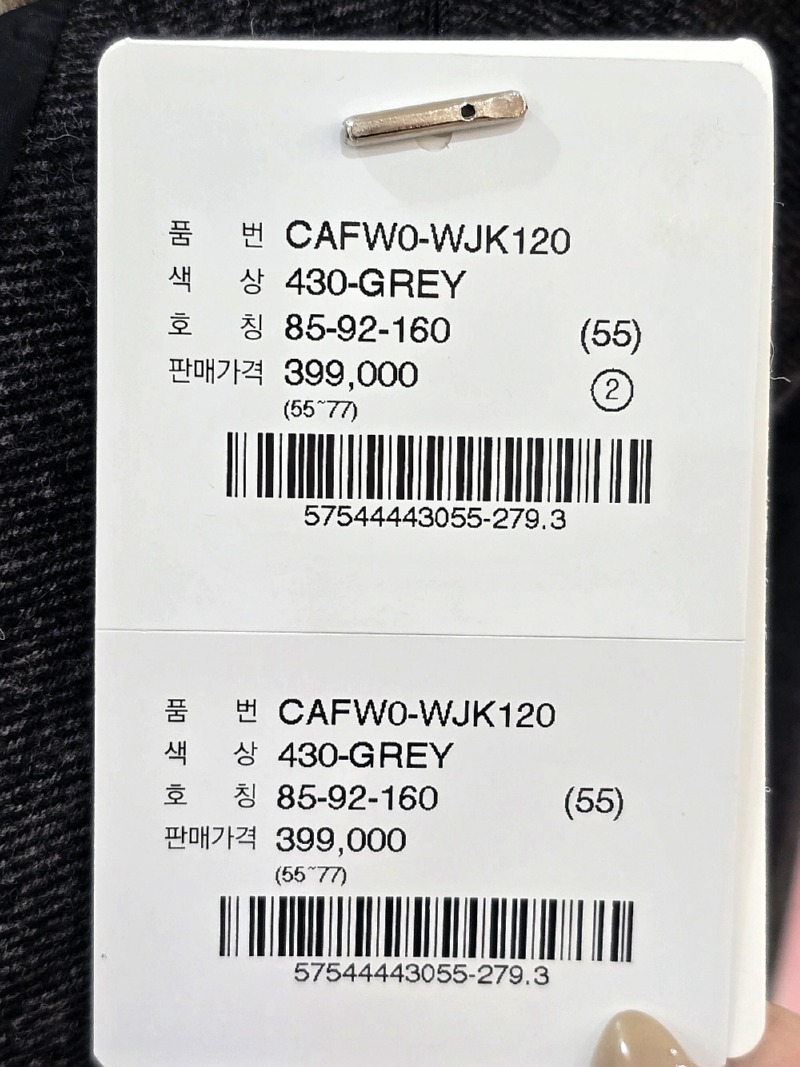 품 번 CAFW0-WJK120
색 상 430-GREY
호 칭 85-92-160 (55)
판매가격 399,000 ②
(55~77)
57544443055-279.3
품 번 CAFW0-WJK120
색 상 430-GREY
호 칭 85-92-160 (55)
판매가격 399,000
(55~77)
57544443055-279.3